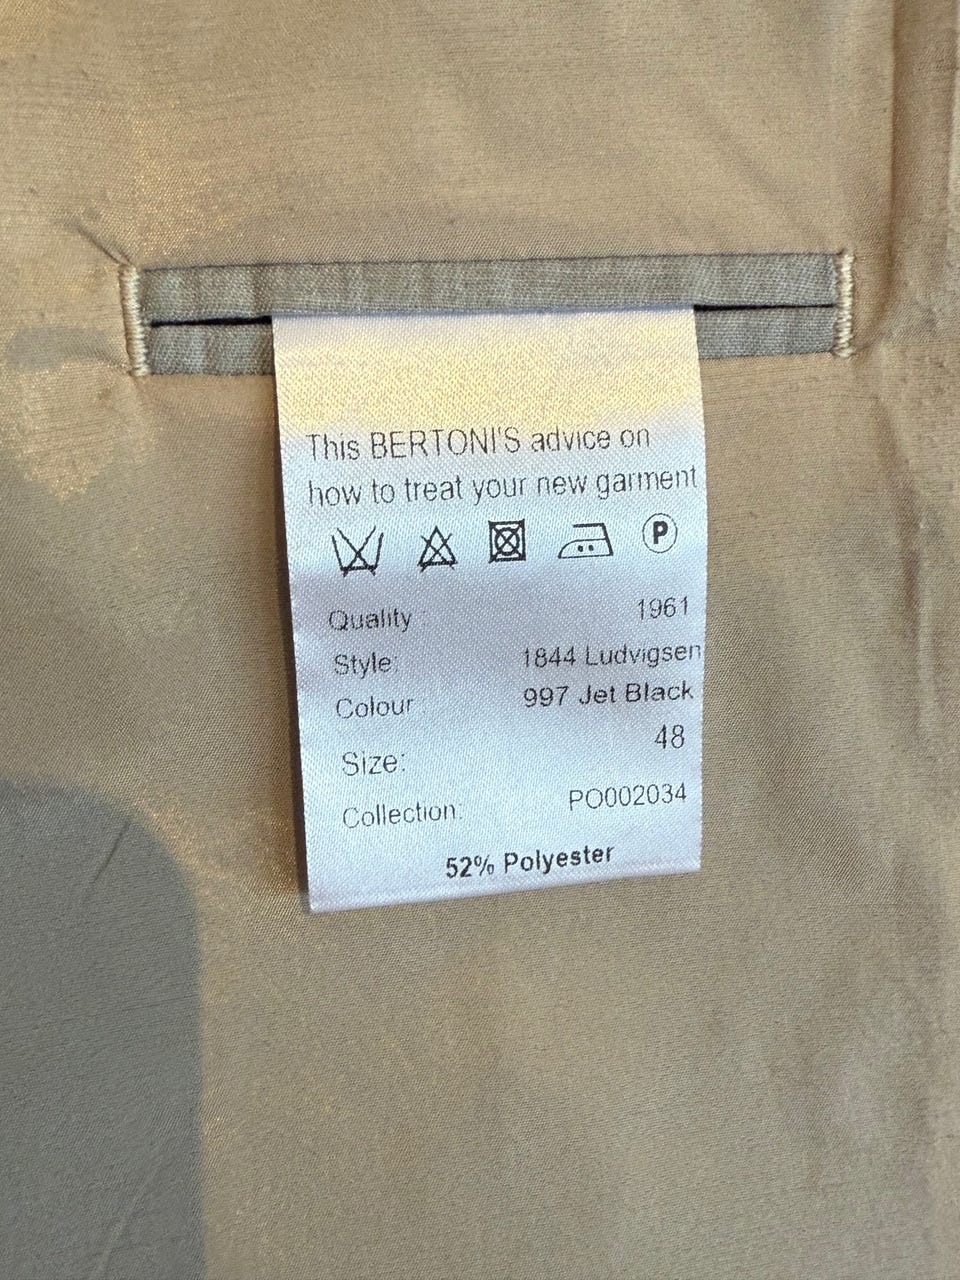 This BERTONI'S advice on
how to treat your new garment
P
Quality : 1961
Style: 1844 Ludvigsen
Colour 997 Jet Black
Size: 48
Collection: PO002034
52% Polyester